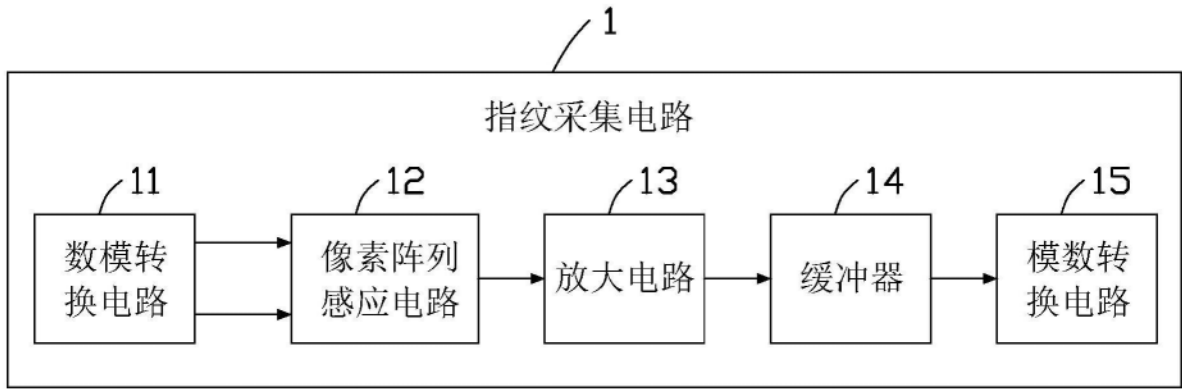 1
指纹采集电路
11
12
13
14
15
数模转
换电路
像素阵列
感应电路
放大电路
缓冲器
模数转
换电路